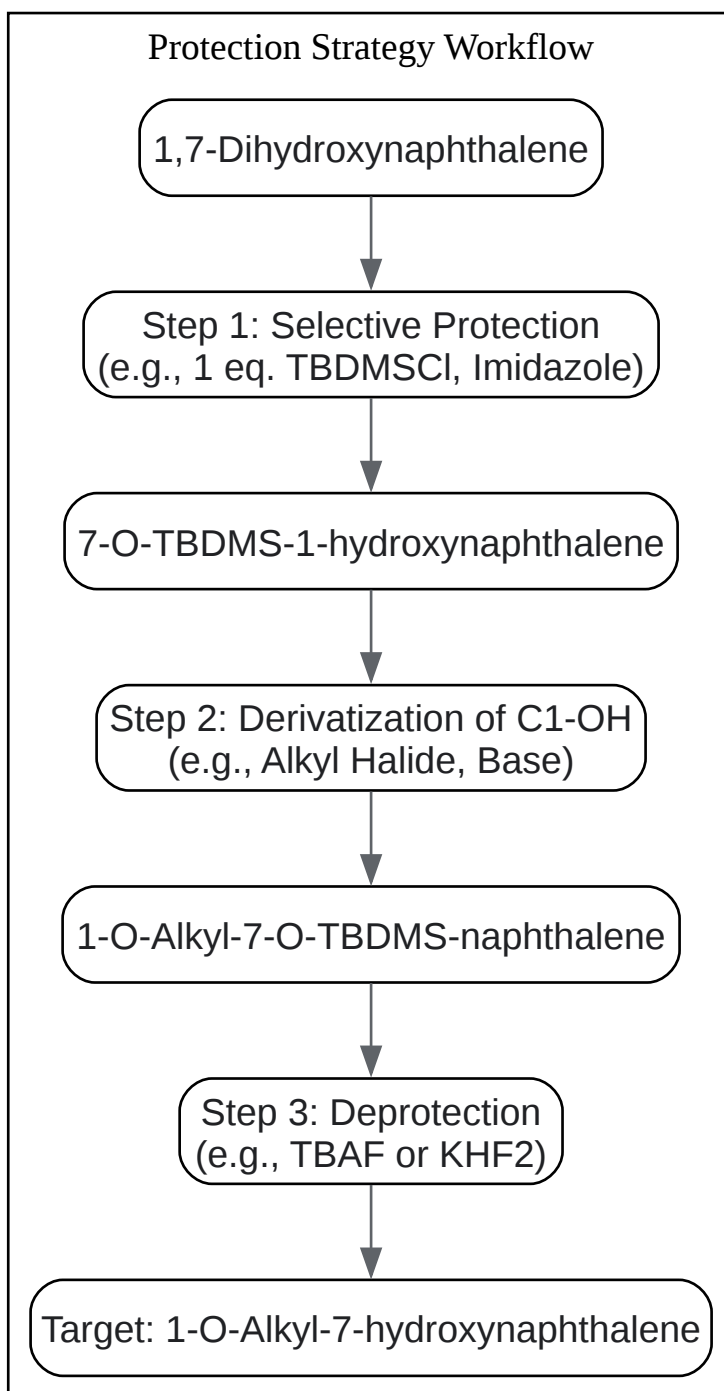 Protection Strategy Workflow
1,7-Dihydroxynaphthalene
Step 1: Selective Protection
(e.g., 1 eq. TBDMSCl, Imidazole)
7-O-TBDMS-1-hydroxynaphthalene
Step 2: Derivatization of C1-OH
(e.g., Alkyl Halide, Base)
1-O-Alkyl-7-O-TBDMS-naphthalene
Step 3: Deprotection
(e.g., TBAF or KHF2)
Target: 1-O-Alkyl-7-hydroxynaphthalene